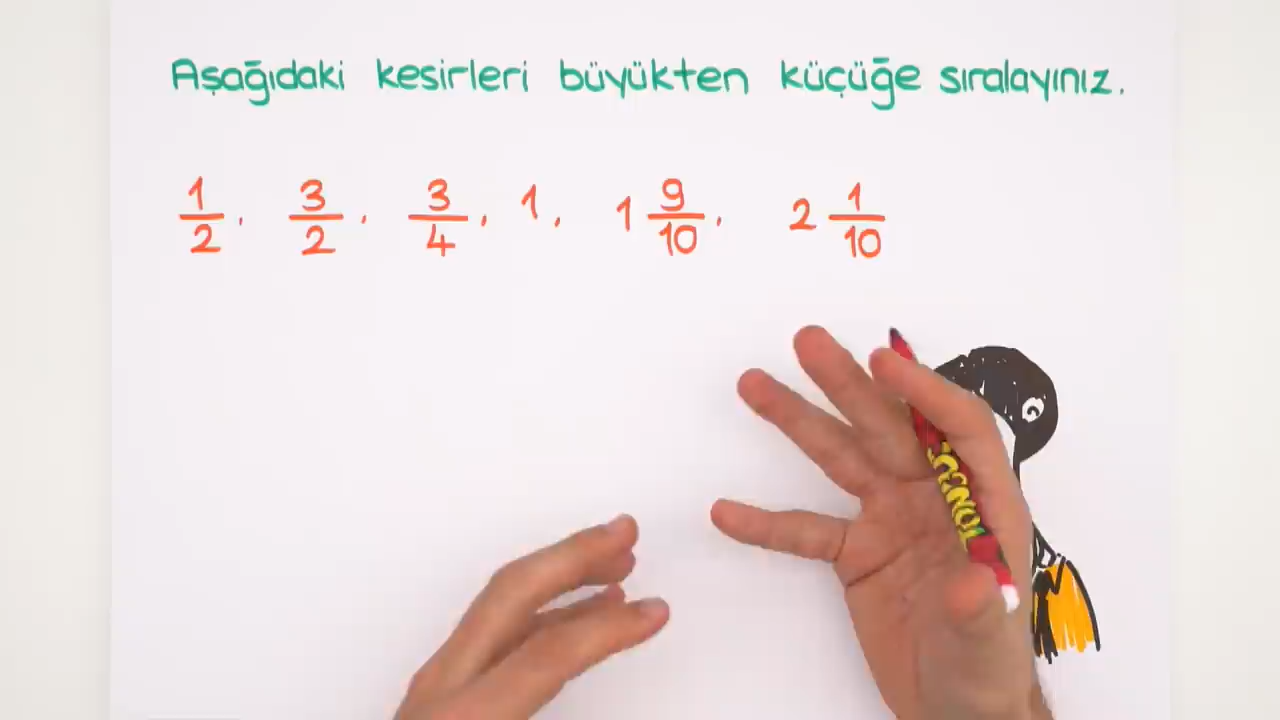 Aşağıdaki kesirleri büyükten küçüğe sıralayınız.
1/2, 3/2, 3/4, 1, 1 9/10, 2 1/10